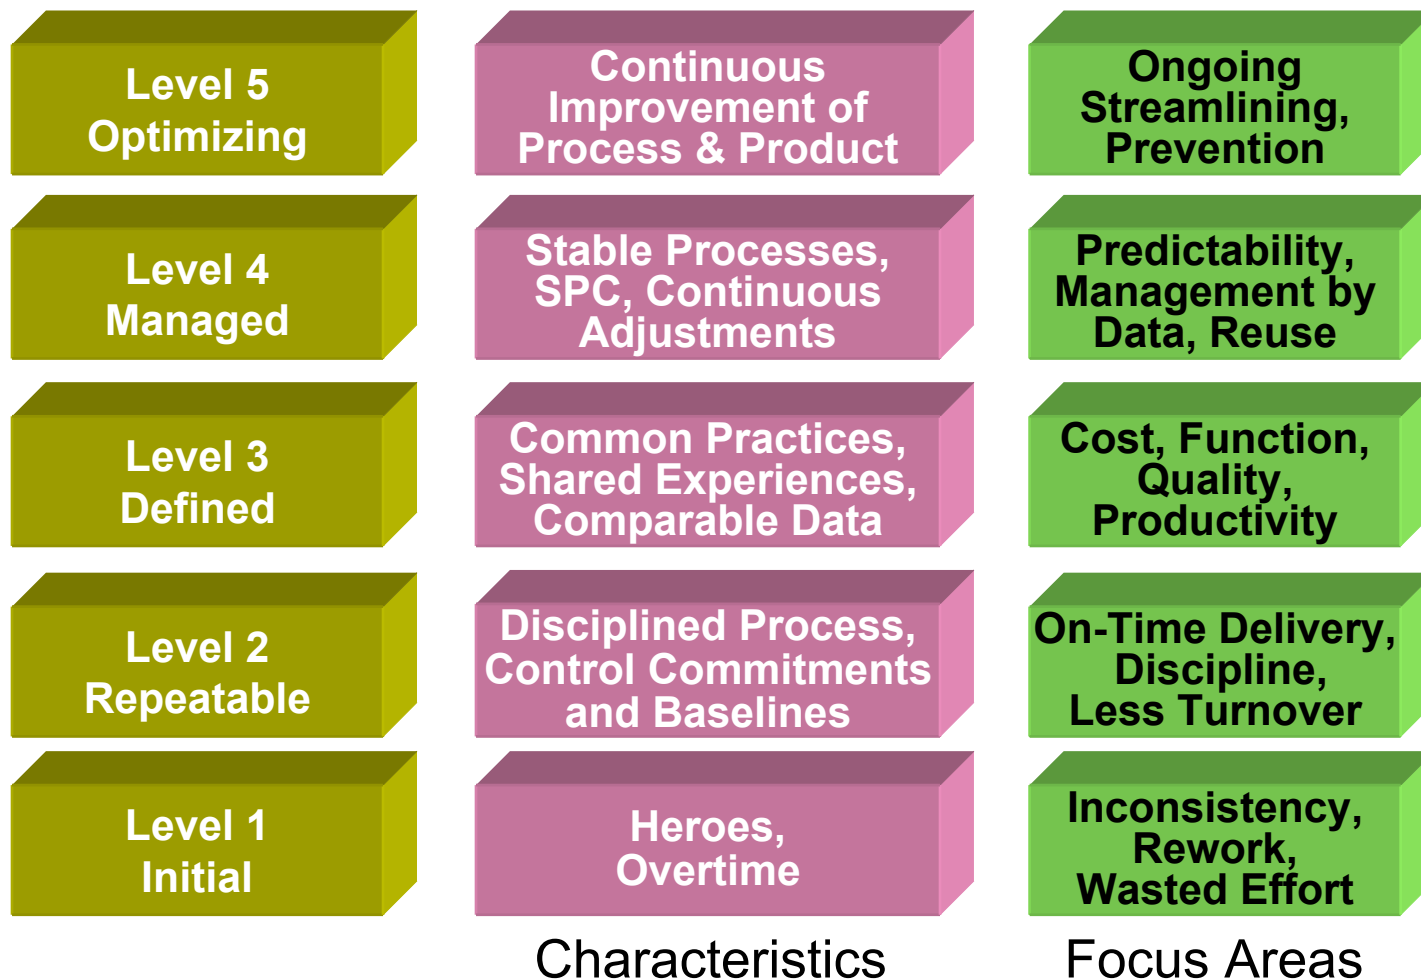 Level 5
Optimizing
Continuous
Improvement of
Process & Product
Ongoing
Streamlining,
Prevention
Level 4
Managed
Stable Processes,
SPC, Continuous
Adjustments
Predictability,
Management by
Data, Reuse
Level 3
Defined
Common Practices,
Shared Experiences,
Comparable Data
Cost, Function,
Quality,
Productivity
Level 2
Repeatable
Disciplined Process,
Control Commitments
and Baselines
On-Time Delivery,
Discipline,
Less Turnover
Level 1
Initial
Heroes,
Overtime
Inconsistency,
Rework,
Wasted Effort
Characteristics
Focus Areas